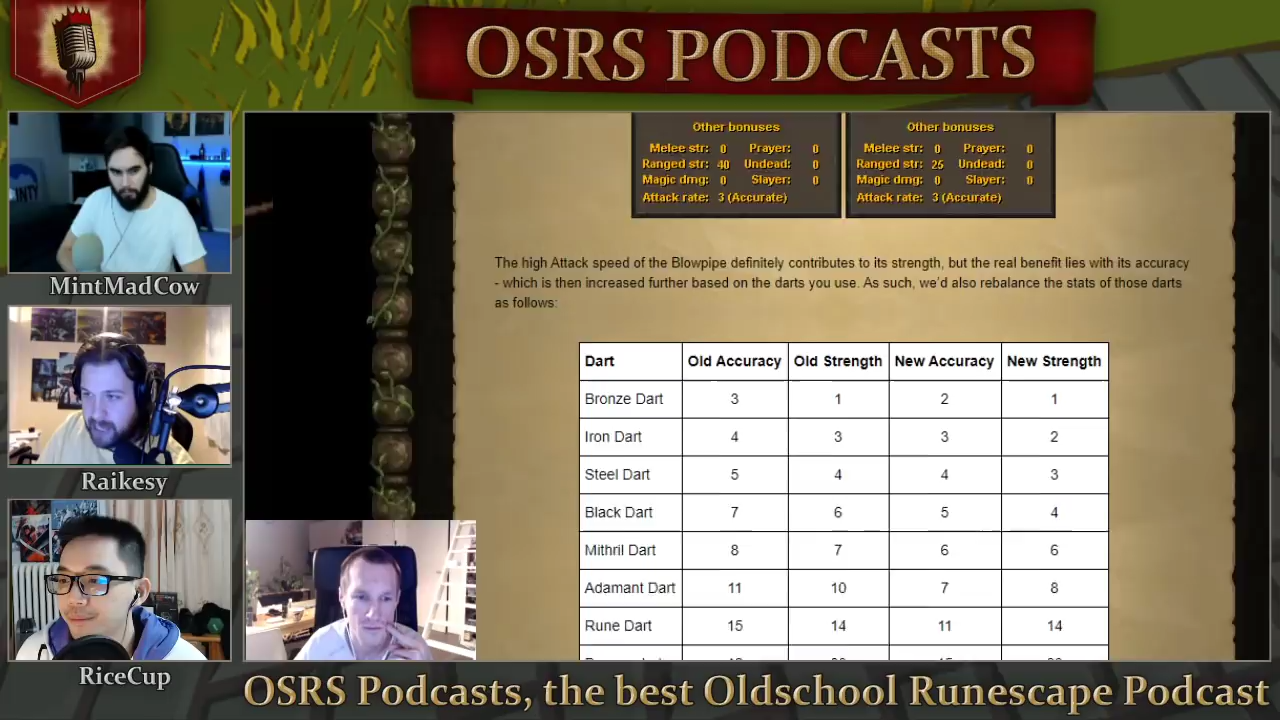 OSRS PODCASTS
MintMadCow
Raikesy
RiceCup
Other bonuses
Melee str: 0 Prayer: 0
Ranged str: 40 Undead: 0
Magic dmg: 0 Slayer: 0
Attack rate: 3 (Accurate)
Other bonuses
Melee str: 0 Prayer: 0
Ranged str: 25 Undead: 0
Magic dmg: 0 Slayer: 0
Attack rate: 3 (Accurate)
The high Attack speed of the Blowpipe definitely contributes to its strength, but the real benefit lies with its accuracy
- which is then increased further based on the darts you use. As such, we'd also rebalance the stats of those darts
as follows:
Dart Old Accuracy Old Strength New Accuracy New Strength
Bronze Dart 3 1 2 1
Iron Dart 4 3 3 2
Steel Dart 5 4 4 3
Black Dart 7 6 5 4
Mithril Dart 8 7 6 6
Adamant Dart 11 10 7 8
Rune Dart 15 14 11 14
OSRS Podcasts, the best Oldschool Runescape Podcast